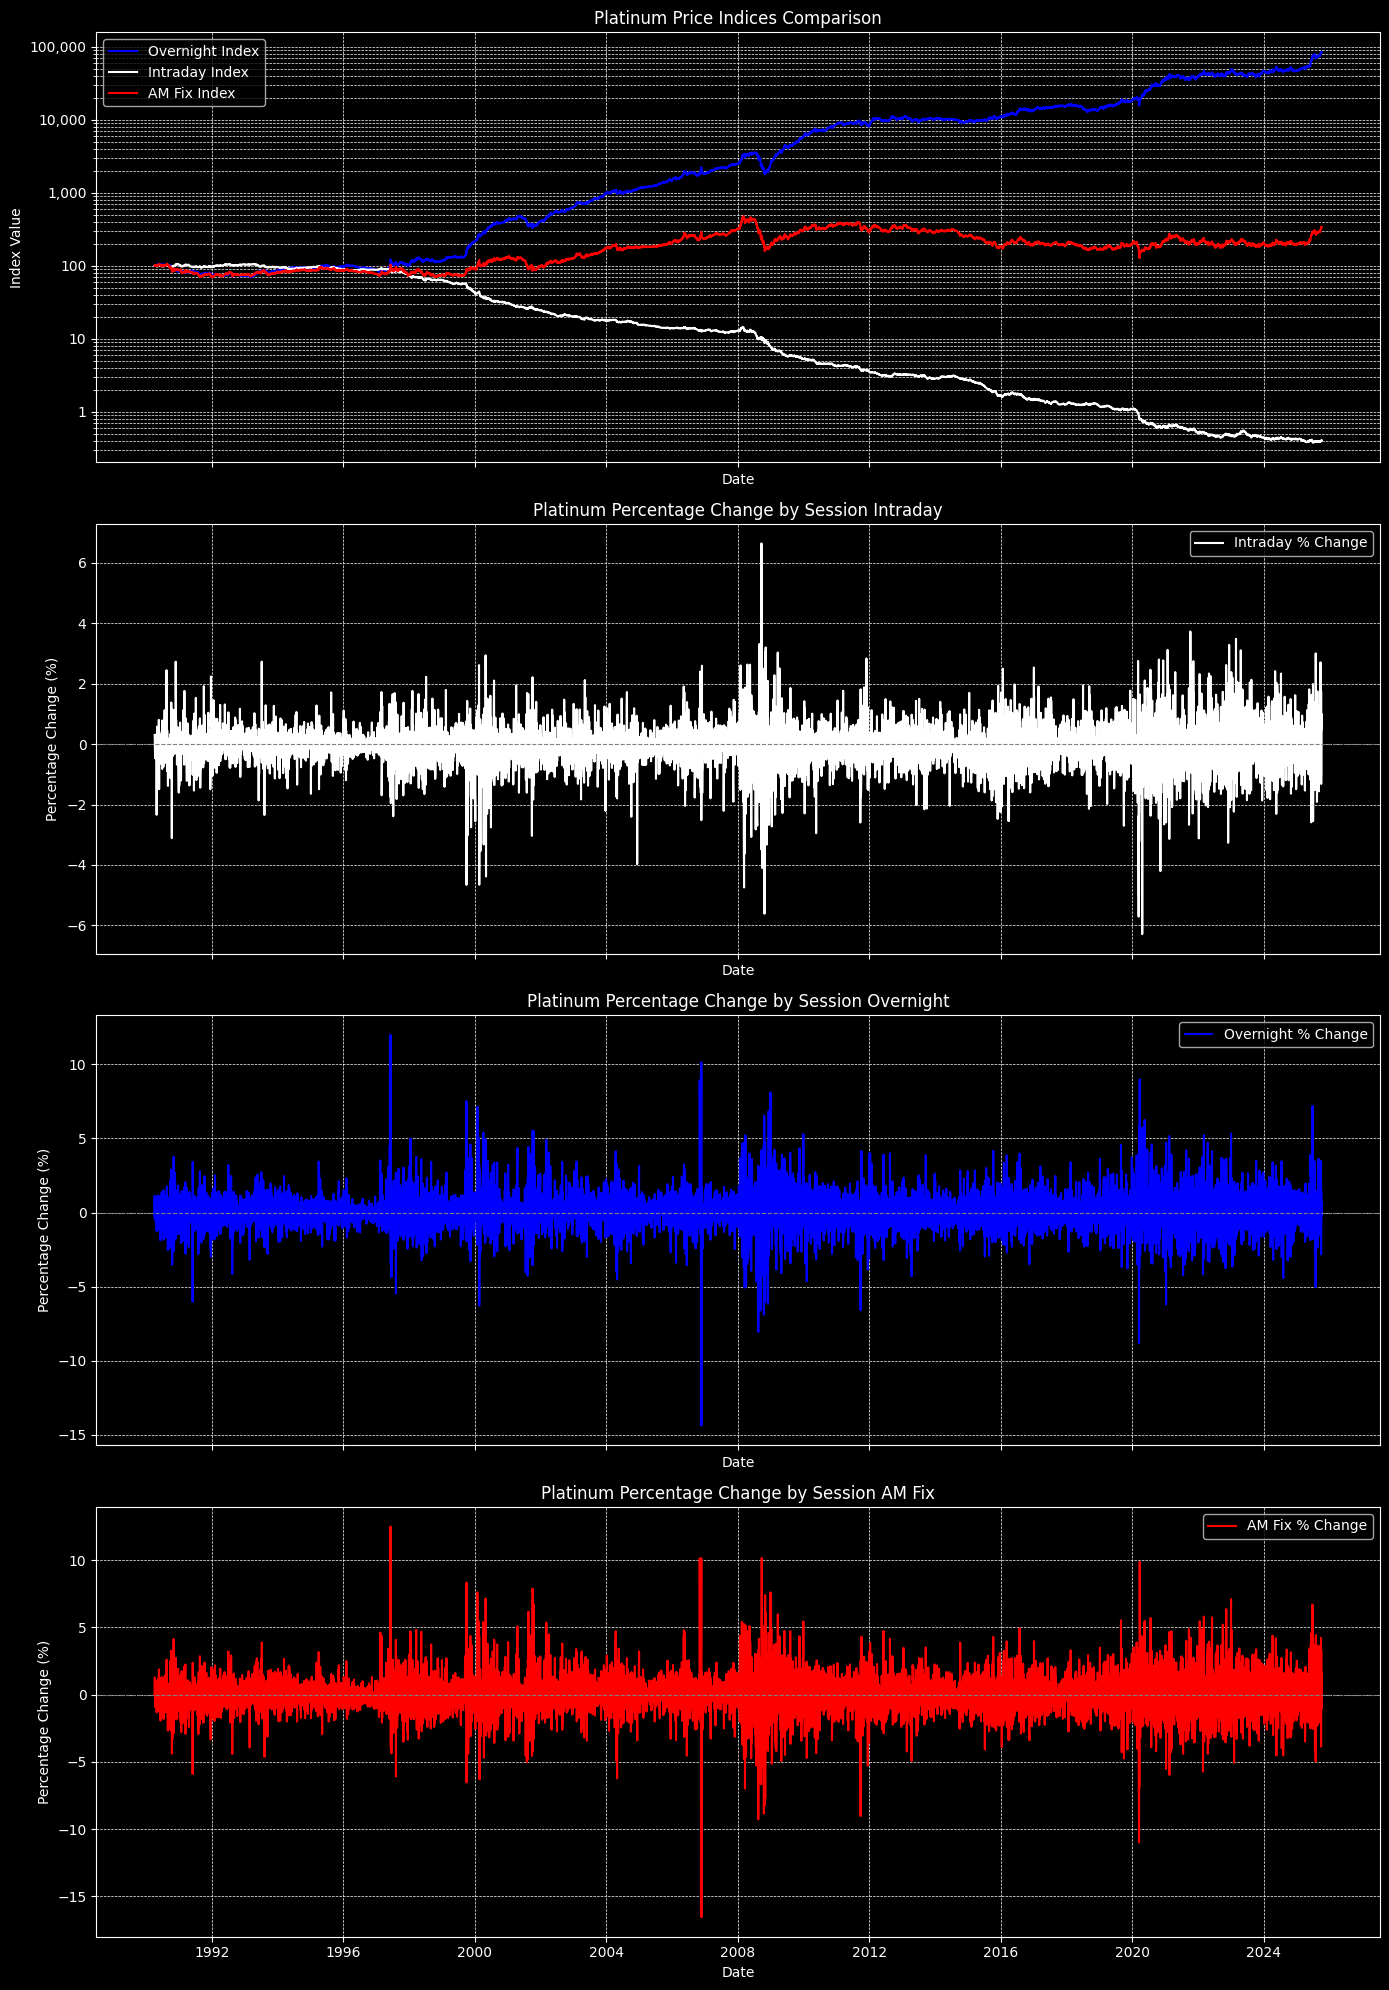 Platinum Price Indices Comparison
Index Value
100,000
10,000
1,000
100
10
1
Overnight Index
Intraday Index
AM Fix Index
Date
Platinum Percentage Change by Session Intraday
Percentage Change (%)
6
4
2
0
−2
−4
−6
Intraday % Change
Date
Platinum Percentage Change by Session Overnight
Percentage Change (%)
10
5
0
−5
−10
−15
Overnight % Change
Date
Platinum Percentage Change by Session AM Fix
Percentage Change (%)
10
5
0
−5
−10
−15
AM Fix % Change
1992 1996 2000 2004 2008 2012 2016 2020 2024
Date